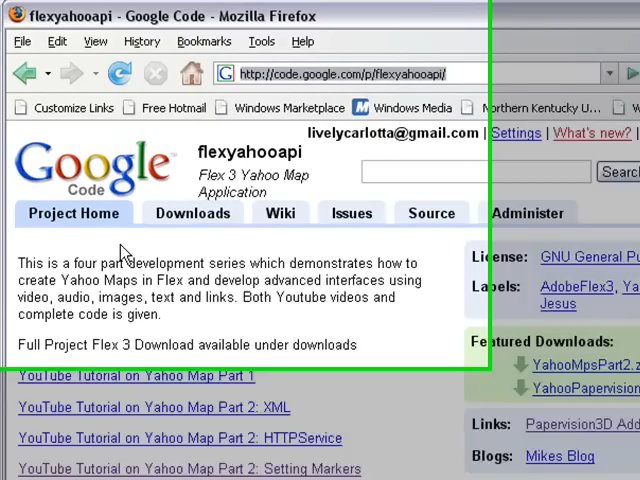 flexyahooapi - Google Code - Mozilla Firefox
File Edit View History Bookmarks Tools Help
G http://code.google.com/p/flexyahooapi/
Customize Links Free Hotmail Windows Marketplace Windows Media Northern Kentucky U...
livelycarlotta@gmail.com | Settings | What's new? |
Google™
Code
flexyahooapi
Flex 3 Yahoo Map
Application
Search
Project Home Downloads Wiki Issues Source Administer
This is a four part development series which demonstrates how to
create Yahoo Maps in Flex and develop advanced interfaces using
video, audio, images, text and links. Both Youtube videos and
complete code is given.
Full Project Flex 3 Download available under downloads
YouTube Tutorial on Yahoo Map Part 1
YouTube Tutorial on Yahoo Map Part 2: XML
YouTube Tutorial on Yahoo Map Part 2: HTTPService
YouTube Tutorial on Yahoo Map Part 2: Setting Markers
License: GNU General Pu
Labels: AdobeFlex3, Ya
Jesus
Featured Downloads:
YahooMpsPart2.z
YahooPapervision
Links: Papervision3D Add
Blogs: Mikes Blog